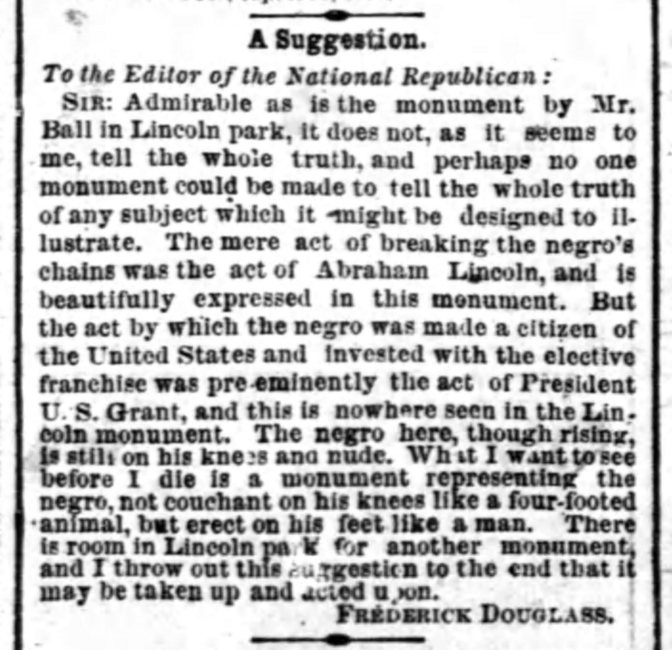 A Suggestion.
To the Editor of the National Republican:
SIR: Admirable as is the monument by Mr.
Ball in Lincoln park, it does not, as it seems to
me, tell the whole truth, and perhaps no one
monument could be made to tell the whole truth
of any subject which it might be designed to il-
lustrate. The mere act of breaking the negro's
chains was the act of Abraham Lincoln, and is
beautifully expressed in this monument. But
the act by which the negro was made a citizen of
the United States and invested with the elective
franchise was pre-eminently the act of President
U. S. Grant, and this is nowhere seen in the Lin-
coln monument. The negro here, though rising,
is still on his knees and nude. What I want to see
before I die is a monument representing the
negro, not couchant on his knees like a four-footed
animal, but erect on his feet like a man. There
is room in Lincoln park for another monument,
and I throw out this suggestion to the end that it
may be taken up and acted upon.
FREDERICK DOUGLASS.